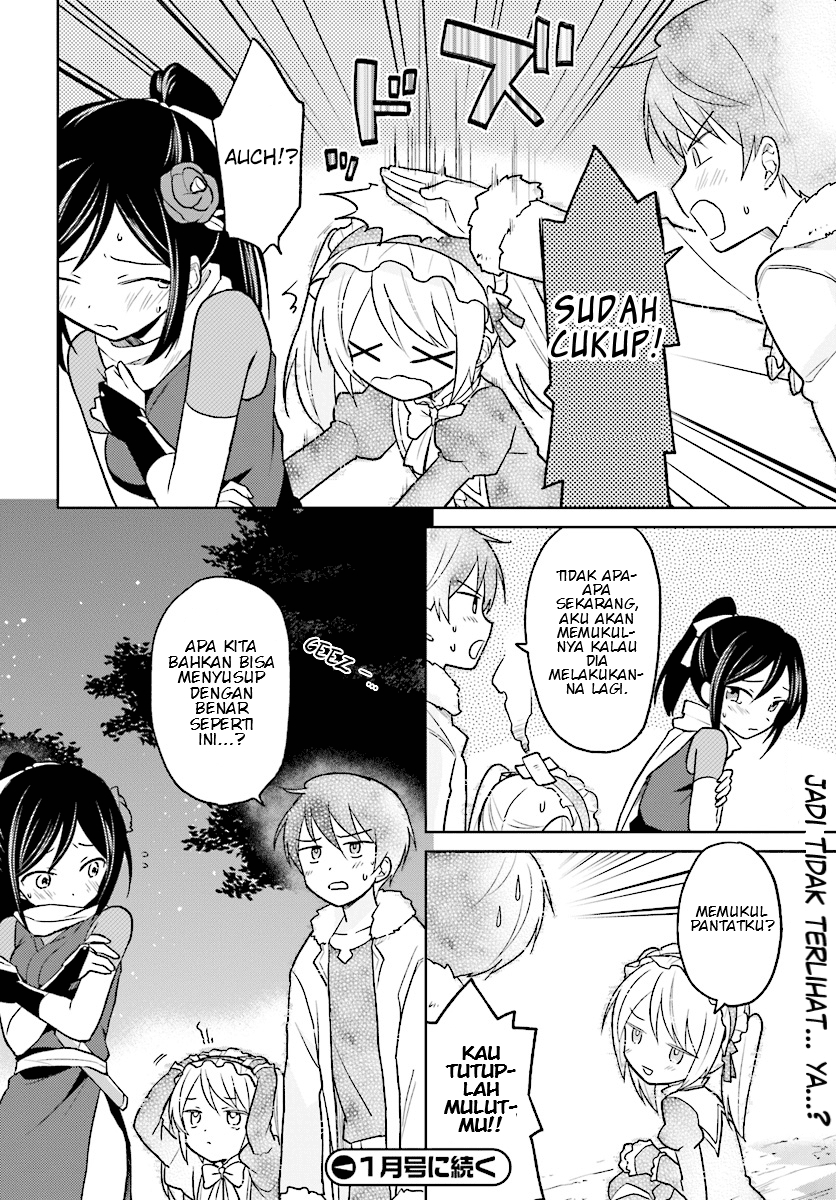 ズドッ
SUDAH
CUKUP!
AUCH!?
TIDAK APA-
APA
SEKARANG,
AKU AKAN
MEMUKUL-
NYA KALAU
DIA
MELAKUKAN-
NA LAGI.
MEMUKUL
PANTATKU?
KAU
TUTUP-
LAH
MULUT-
MU!!
GEEZ - ...
APA KITA
BAHKAN BISA
MENYUSUP
DENGAN
BENAR
SEPERTI
INI...?
JADI TIDAK TERLIHAT... YA...?
1月号に続く